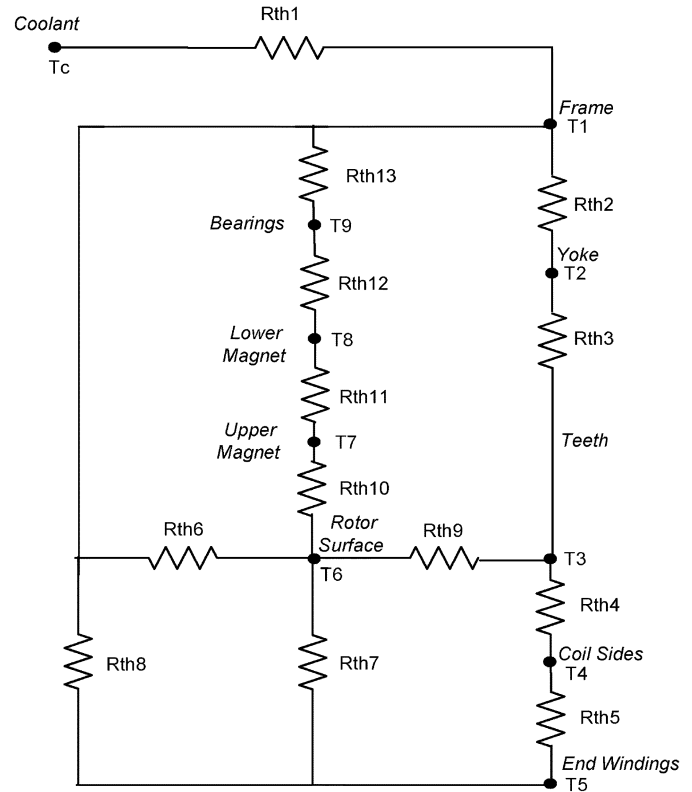 Rth1
Coolant
Tc
Frame
T1
Rth13
Rth2
Bearings
T9
Yoke
T2
Rth12
Lower
Magnet
T8
Rth3
Rth11
Upper
Magnet
T7
Teeth
Rth10
Rth6
Rotor
Surface
Rth9
T6
T3
Rth4
Rth8
Rth7
Coil Sides
T4
Rth5
End Windings
T5